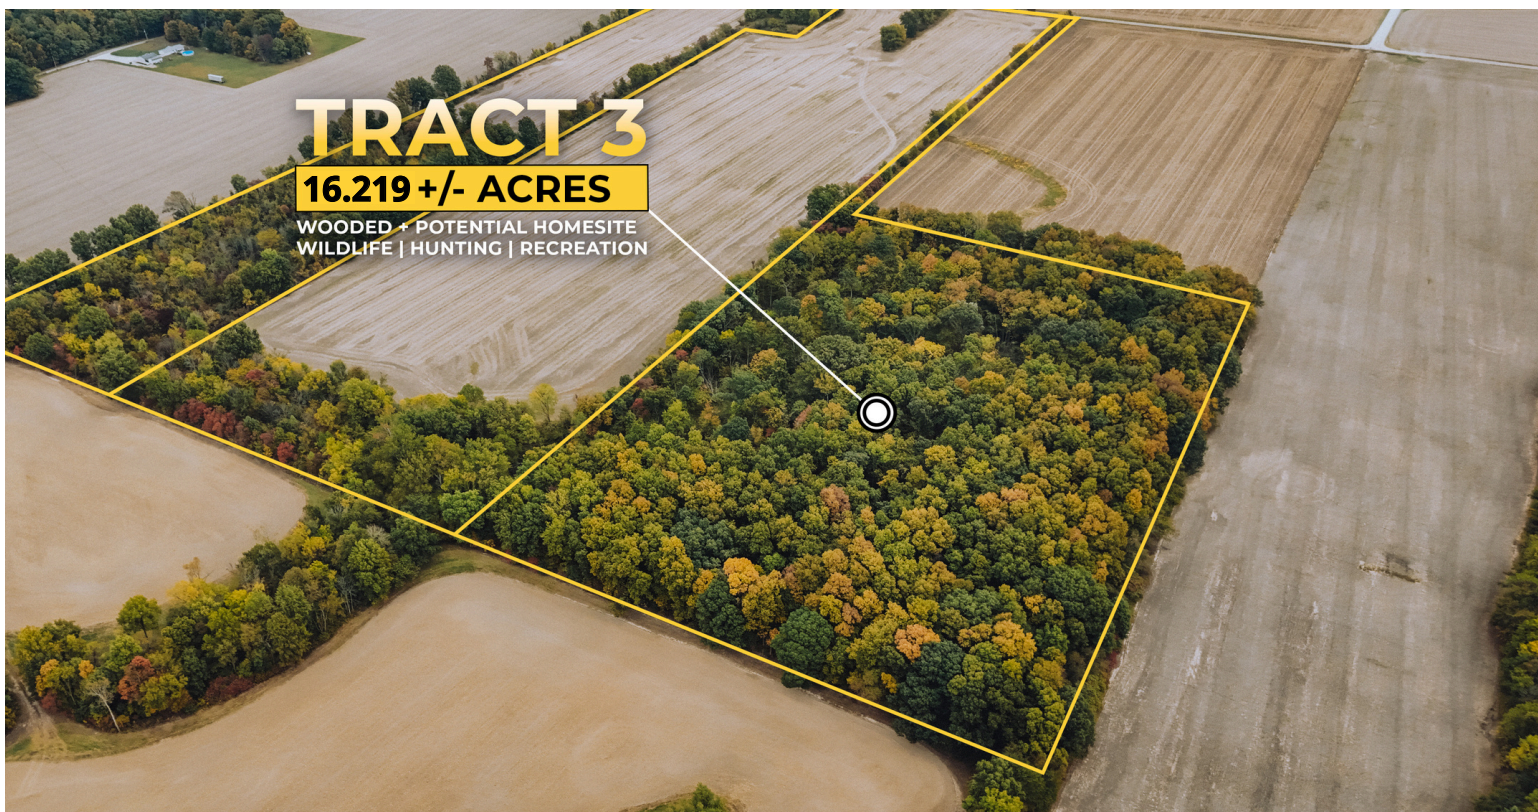 TRACT 3
16.219 +/- ACRES
WOODED + POTENTIAL HOMESITE
WILDLIFE | HUNTING | RECREATION